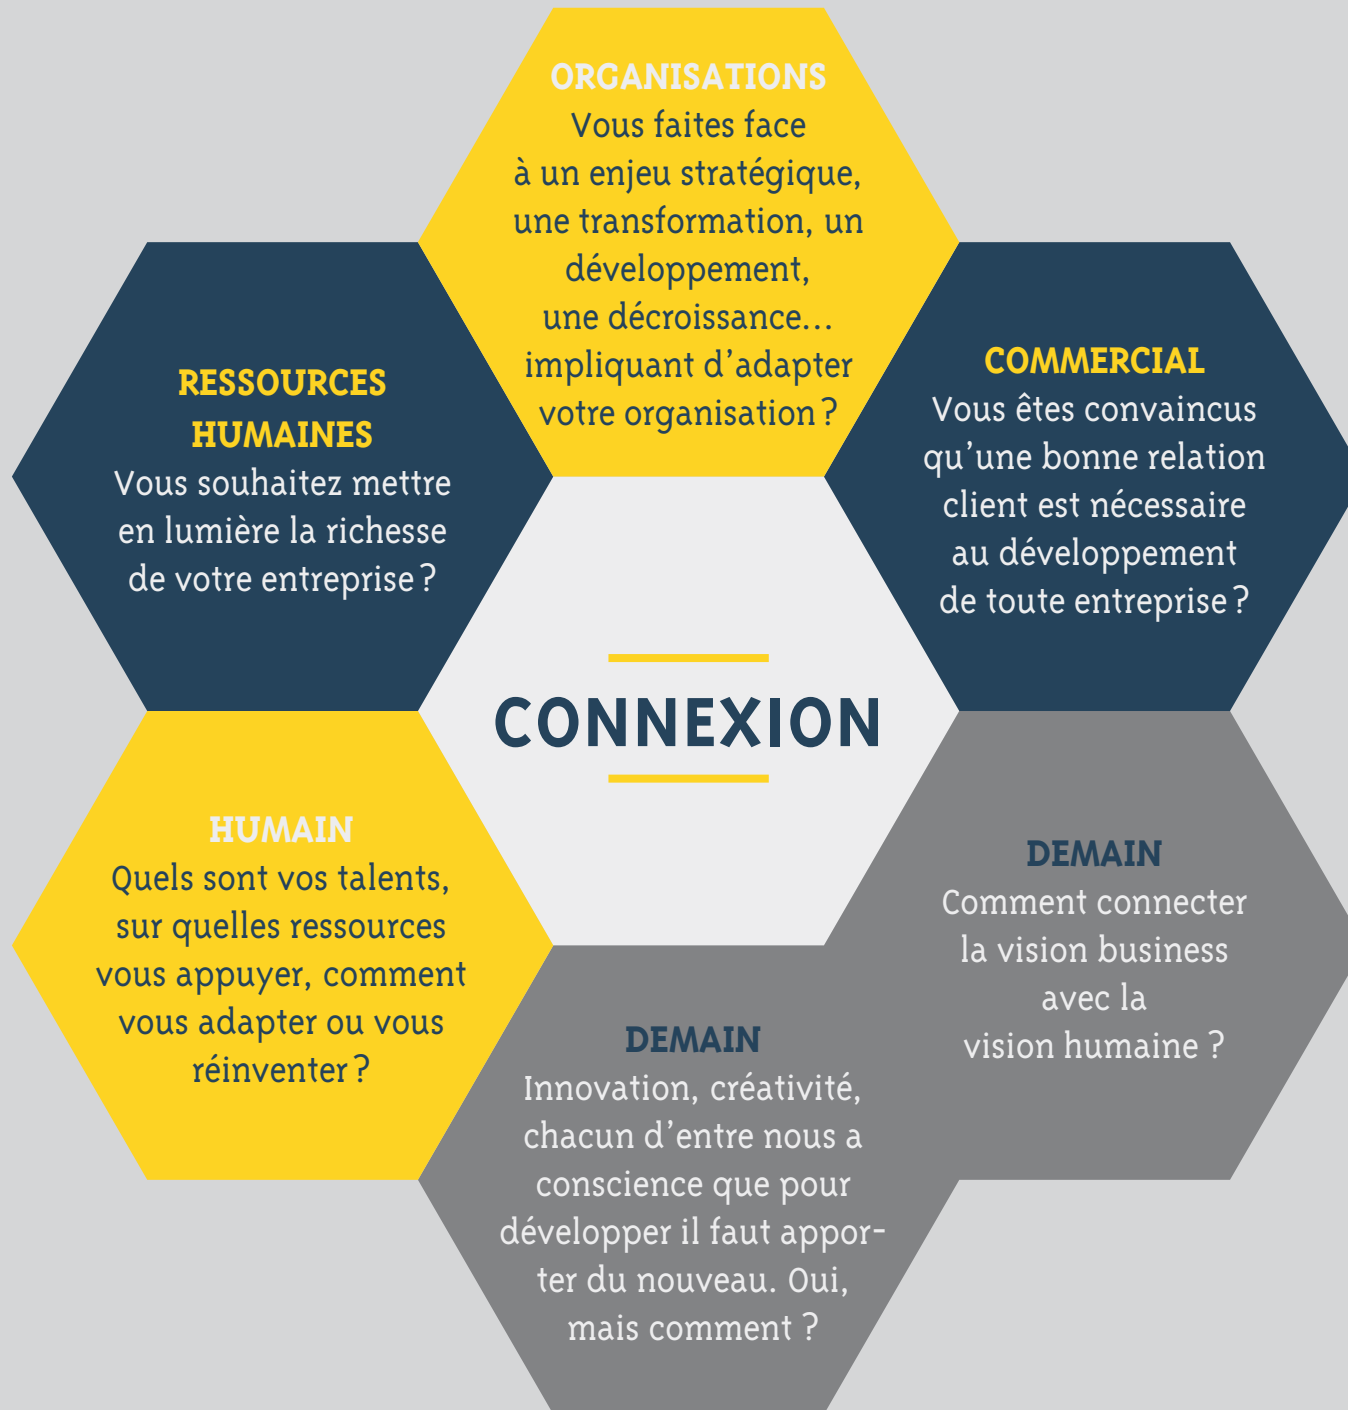 ORGANISATIONS
Vous faites face
à un enjeu stratégique,
une transformation, un
développement,
une décroissance...
impliquant d'adapter
votre organisation ?
RESSOURCES
HUMAINES
Vous souhaitez mettre
en lumière la richesse
de votre entreprise ?
COMMERCIAL
Vous êtes convaincus
qu'une bonne relation
client est nécessaire
au développement
de toute entreprise ?
CONNEXION
HUMAIN
Quels sont vos talents,
sur quelles ressources
vous appuyer, comment
vous adapter ou vous
réinventer ?
DEMAIN
Comment connecter
la vision business
avec la
vision humaine ?
DEMAIN
Innovation, créativité,
chacun d'entre nous a
conscience que pour
développer il faut appor-
ter du nouveau. Oui,
mais comment ?